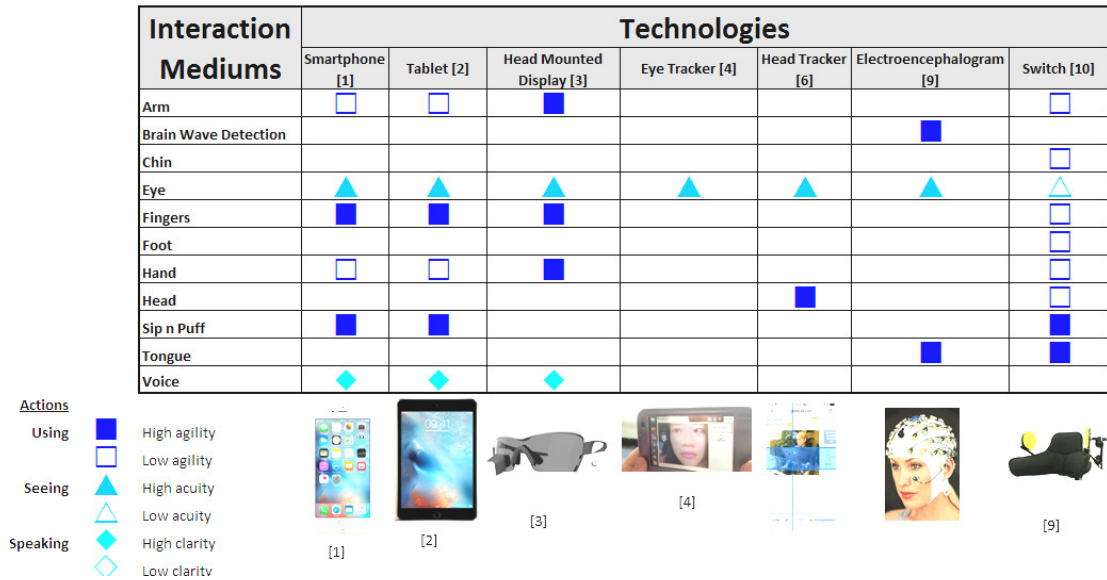 Interaction Mediums
Technologies
Smartphone [1]
Tablet [2]
Head Mounted Display [3]
Eye Tracker [4]
Head Tracker [6]
Electroencephalogram [9]
Switch [10]
Arm
Brain Wave Detection
Chin
Eye
Fingers
Foot
Hand
Head
Sip n Puff
Tongue
Voice
Actions
Using
High agility
Low agility
Seeing
High acuity
Low acuity
Speaking
High clarity
Low clarity
09:41
[1]
[2]
[3]
[4]
[9]